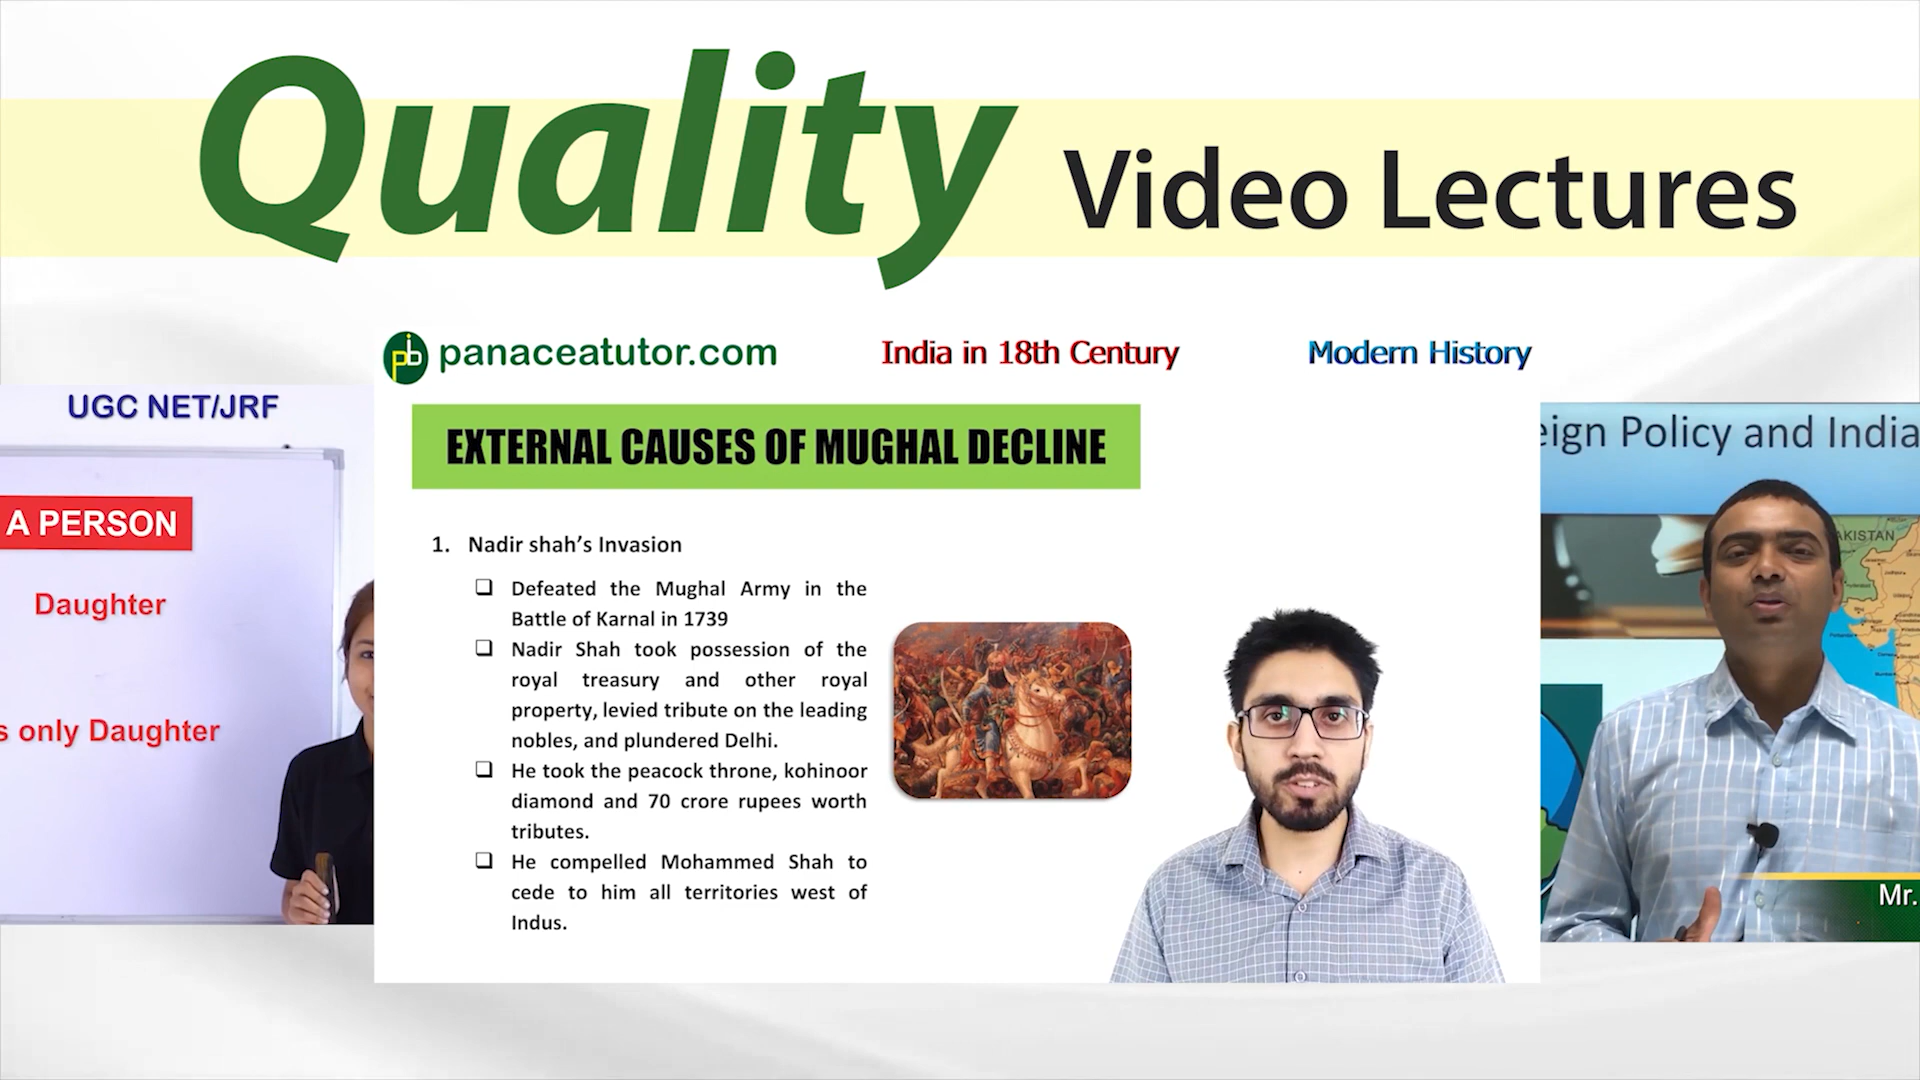 Quality Video Lectures
pib panaceatutor.com
India in 18th Century
Modern History
UGC NET/JRF
A PERSON
Daughter
s only Daughter
EXTERNAL CAUSES OF MUGHAL DECLINE
1. Nadir shah's Invasion
❑ Defeated the Mughal Army in the
Battle of Karnal in 1739
❑ Nadir Shah took possession of the
royal treasury and other royal
property, levied tribute on the leading
nobles, and plundered Delhi.
❑ He took the peacock throne, kohinoor
diamond and 70 crore rupees worth
tributes.
❑ He compelled Mohammed Shah to
cede to him all territories west of
Indus.
eign Policy and India
AKISTAN
Mr.